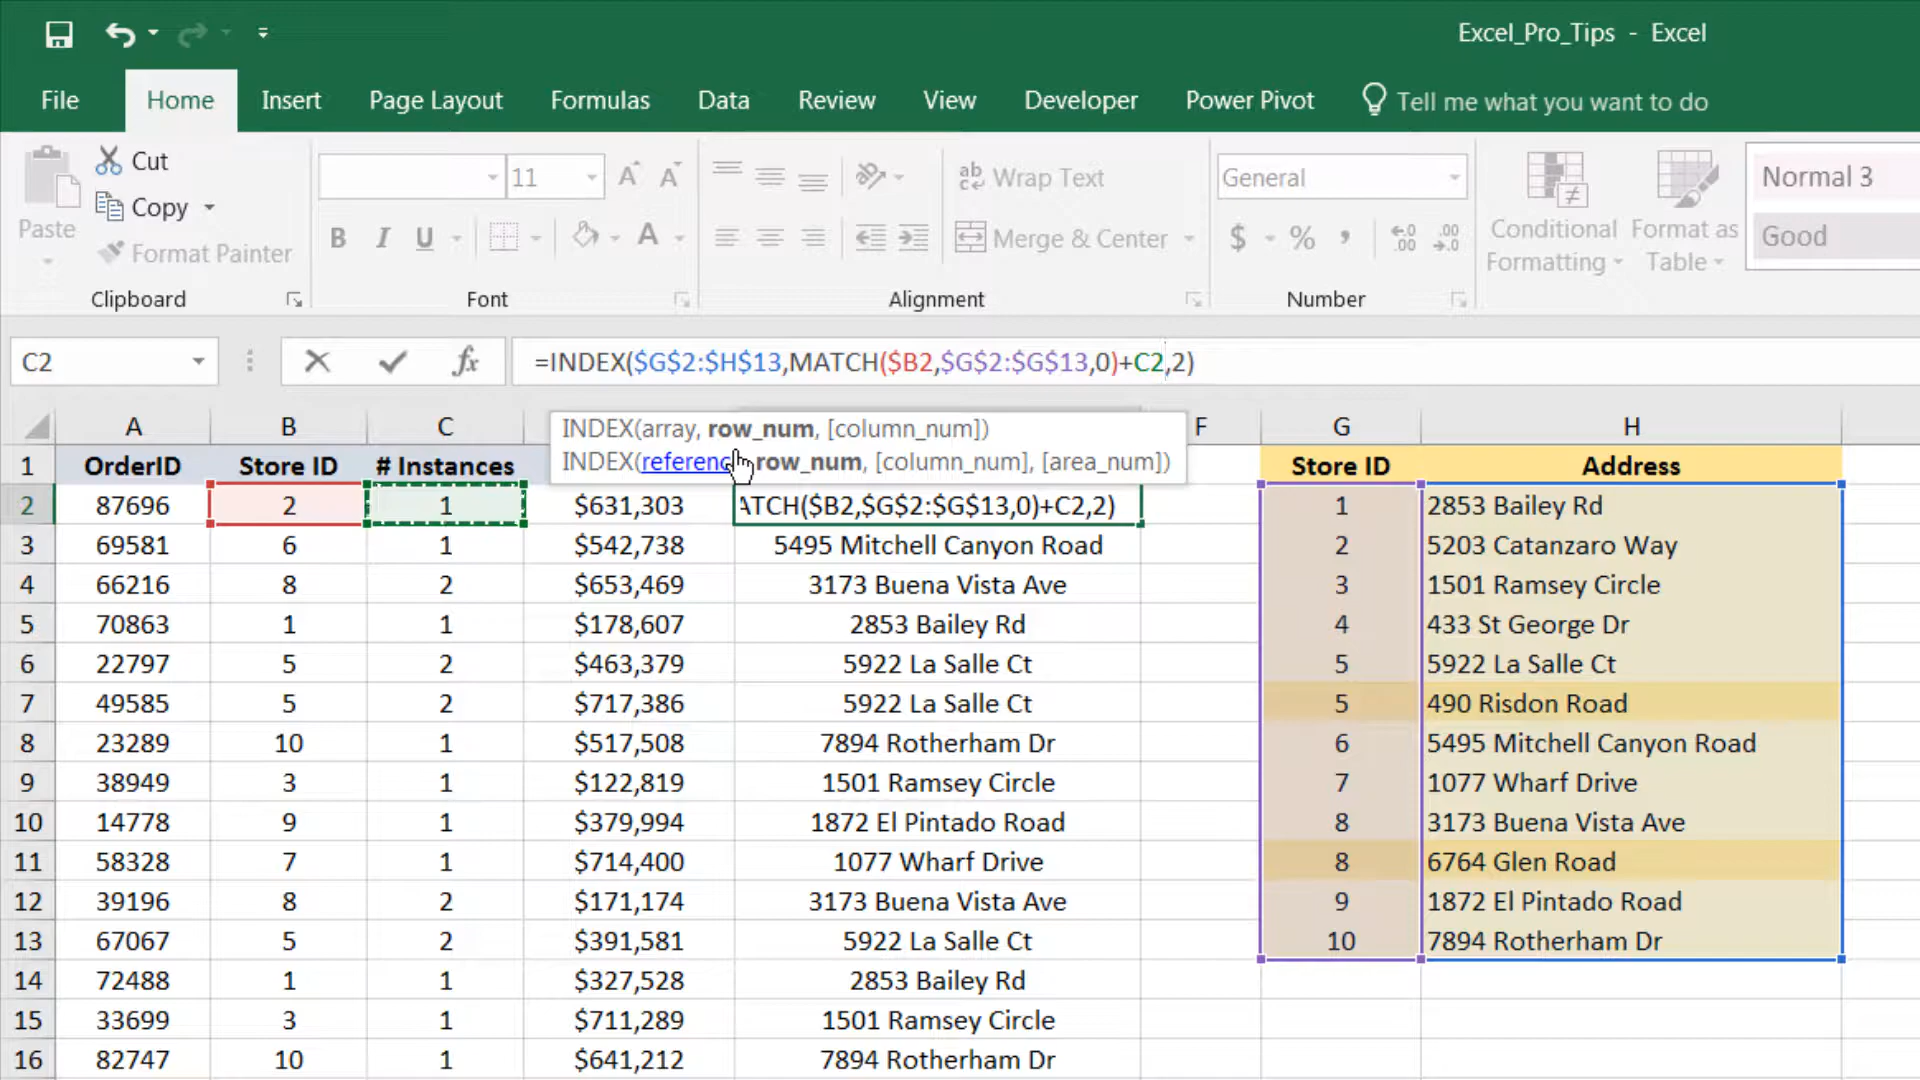 Excel_Pro_Tips - Excel
File Home Insert Page Layout Formulas Data Review View Developer Power Pivot Tell me what you want to do
Paste
Cut
Copy
Format Painter
Clipboard
11
A A
B I U A
Font
ab Wrap Text
Merge & Center
Alignment
General
$ % , .00 .00
Number
Conditional Formatting
Format as Table
Normal 3
Good
C2 fx =INDEX($G$2:$H$13,MATCH($B2,$G$2:$G$13,0)+C2,2)
INDEX(array, row_num, [column_num])
INDEX(reference, row_num, [column_num], [area_num])
A B C F G H
1 OrderID Store ID # Instances Store ID Address
2 87696 2 1 $631,303 ATCH($B2,$G$2:$G$13,0)+C2,2) 1 2853 Bailey Rd
3 69581 6 1 $542,738 5495 Mitchell Canyon Road 2 5203 Catanzaro Way
4 66216 8 2 $653,469 3173 Buena Vista Ave 3 1501 Ramsey Circle
5 70863 1 1 $178,607 2853 Bailey Rd 4 433 St George Dr
6 22797 5 2 $463,379 5922 La Salle Ct 5 5922 La Salle Ct
7 49585 5 2 $717,386 5922 La Salle Ct 5 490 Risdon Road
8 23289 10 1 $517,508 7894 Rotherham Dr 6 5495 Mitchell Canyon Road
9 38949 3 1 $122,819 1501 Ramsey Circle 7 1077 Wharf Drive
10 14778 9 1 $379,994 1872 El Pintado Road 8 3173 Buena Vista Ave
11 58328 7 1 $714,400 1077 Wharf Drive 8 6764 Glen Road
12 39196 8 2 $171,174 3173 Buena Vista Ave 9 1872 El Pintado Road
13 67067 5 2 $391,581 5922 La Salle Ct 10 7894 Rotherham Dr
14 72488 1 1 $327,528 2853 Bailey Rd
15 33699 3 1 $711,289 1501 Ramsey Circle
16 82747 10 1 $641,212 7894 Rotherham Dr